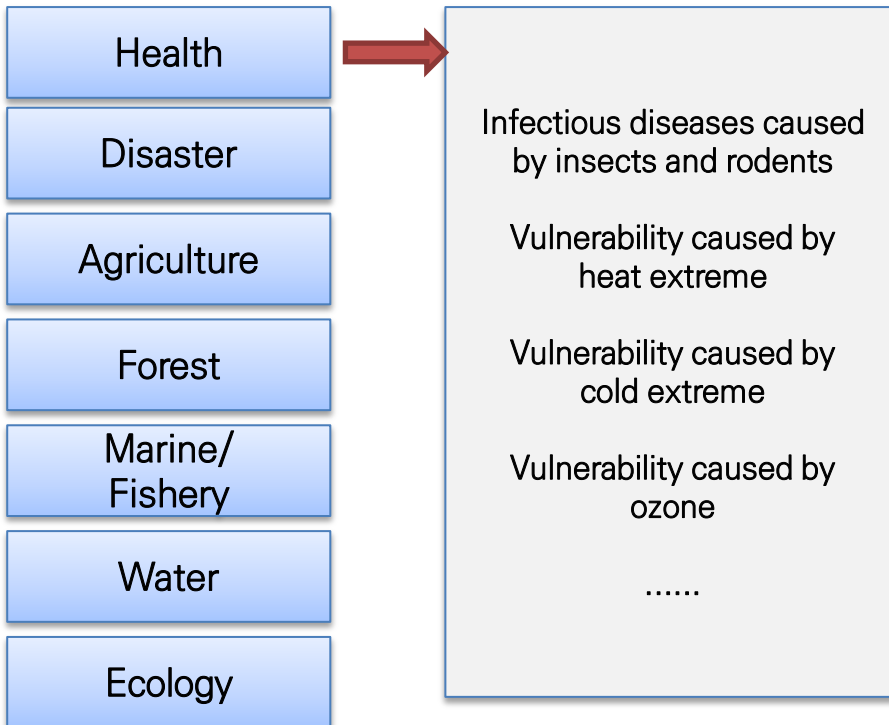 Health
Disaster
Agriculture
Forest
Marine/
Fishery
Water
Ecology
Infectious diseases caused
by insects and rodents
Vulnerability caused by
heat extreme
Vulnerability caused by
cold extreme
Vulnerability caused by
ozone
......